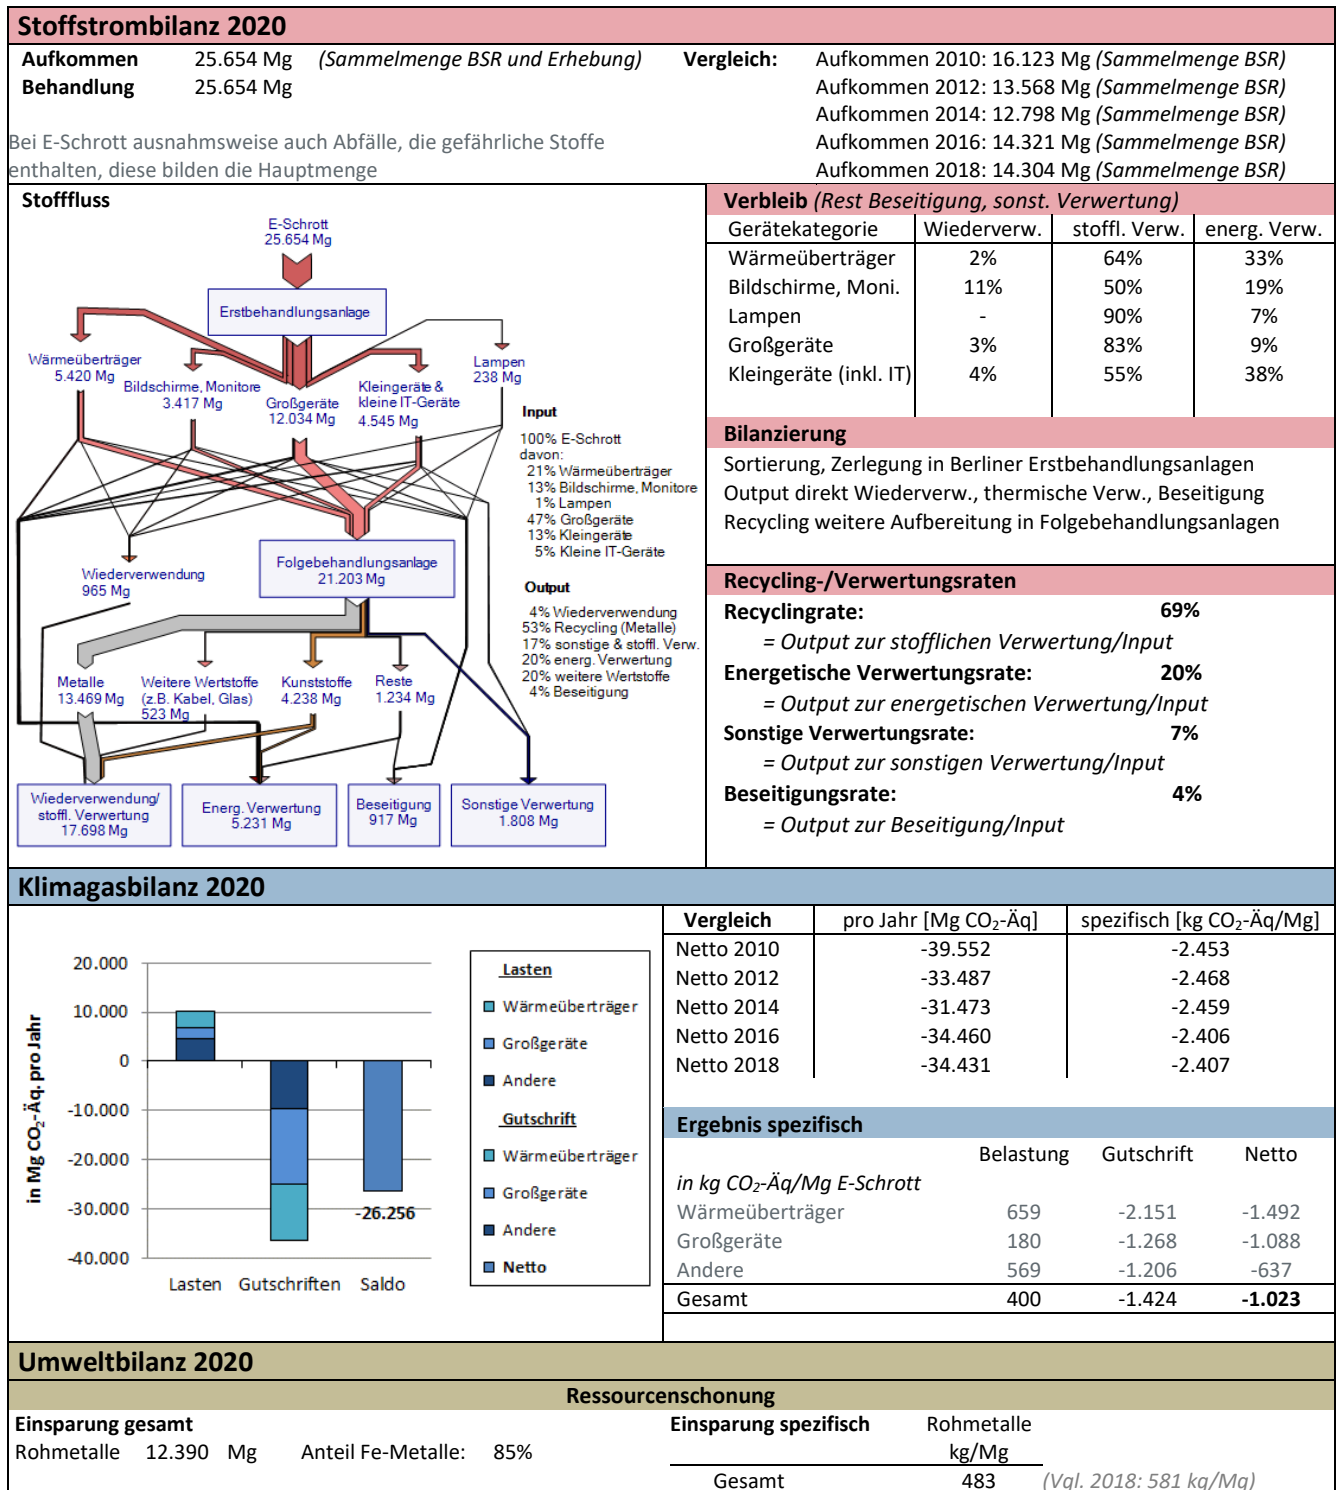 Stoffstrombilanz 2020
Aufkommen 25.654 Mg (Sammelmenge BSR und Erhebung)
Behandlung 25.654 Mg
Vergleich: Aufkommen 2010: 16.123 Mg (Sammelmenge BSR)
Aufkommen 2012: 13.568 Mg (Sammelmenge BSR)
Aufkommen 2014: 12.798 Mg (Sammelmenge BSR)
Aufkommen 2016: 14.321 Mg (Sammelmenge BSR)
Aufkommen 2018: 14.304 Mg (Sammelmenge BSR)
Bei E-Schrott ausnahmsweise auch Abfälle, die gefährliche Stoffe
enthalten, diese bilden die Hauptmenge
Stofffluss
E-Schrott
25.654 Mg
Erstbehandlungsanlage
Wärmeüberträger
5.420 Mg
Bildschirme, Monitore
3.417 Mg
Großgeräte
12.034 Mg
Kleingeräte &
kleine IT-Geräte
4.545 Mg
Lampen
238 Mg
Input
100% E-Schrott
davon:
21% Wärmeüberträger
13% Bildschirme, Monitore
1% Lampen
47% Großgeräte
13% Kleingeräte
5% Kleine IT-Geräte
Wiederverwendung
965 Mg
Folgebehandlungsanlage
21.203 Mg
Output
4% Wiederverwendung
53% Recycling (Metalle)
17% sonstige & stoffl. Verw.
20% energ. Verwertung
20% weitere Wertstoffe
4% Beseitigung
Metalle
13.469 Mg
Weitere Wertstoffe
(z.B. Kabel, Glas)
523 Mg
Kunststoffe
4.238 Mg
Reste
1.234 Mg
Wiederverwendung/
stoffl. Verwertung
17.698 Mg
Energ. Verwertung
5.231 Mg
Beseitigung
917 Mg
Sonstige Verwertung
1.808 Mg
Verbleib (Rest Beseitigung, sonst. Verwertung)
Gerätekategorie Wiederverw. stoffl. Verw. energ. Verw.
Wärmeüberträger 2% 64% 33%
Bildschirme, Moni. 11% 50% 19%
Lampen - 90% 7%
Großgeräte 3% 83% 9%
Kleingeräte (inkl. IT) 4% 55% 38%
Bilanzierung
Sortierung, Zerlegung in Berliner Erstbehandlungsanlagen
Output direkt Wiederverw., thermische Verw., Beseitigung
Recycling weitere Aufbereitung in Folgebehandlungsanlagen
Recycling-/Verwertungsraten
Recyclingrate: 69%
= Output zur stofflichen Verwertung/Input
Energetische Verwertungsrate: 20%
= Output zur energetischen Verwertung/Input
Sonstige Verwertungsrate: 7%
= Output zur sonstigen Verwertung/Input
Beseitigungsrate: 4%
= Output zur Beseitigung/Input
Klimagasbilanz 2020
in Mg CO2-Äq. pro Jahr
20.000
10.000
0
-10.000
-20.000
-30.000
-40.000
-26.256
Lasten Gutschriften Saldo
Lasten
Wärmeüberträger
Großgeräte
Andere
Gutschrift
Wärmeüberträger
Großgeräte
Andere
Netto
Vergleich pro Jahr [Mg CO2-Äq] spezifisch [kg CO2-Äq/Mg]
Netto 2010 -39.552 -2.453
Netto 2012 -33.487 -2.468
Netto 2014 -31.473 -2.459
Netto 2016 -34.460 -2.406
Netto 2018 -34.431 -2.407
Ergebnis spezifisch
Belastung Gutschrift Netto
in kg CO2-Äq/Mg E-Schrott
Wärmeüberträger 659 -2.151 -1.492
Großgeräte 180 -1.268 -1.088
Andere 569 -1.206 -637
Gesamt 400 -1.424 -1.023
Umweltbilanz 2020
Ressourcenschonung
Einsparung gesamt
Rohmetalle 12.390 Mg Anteil Fe-Metalle: 85%
Einsparung spezifisch Rohmetalle
kg/Mg
Gesamt 483 (Vgl. 2018: 581 kg/Mg)